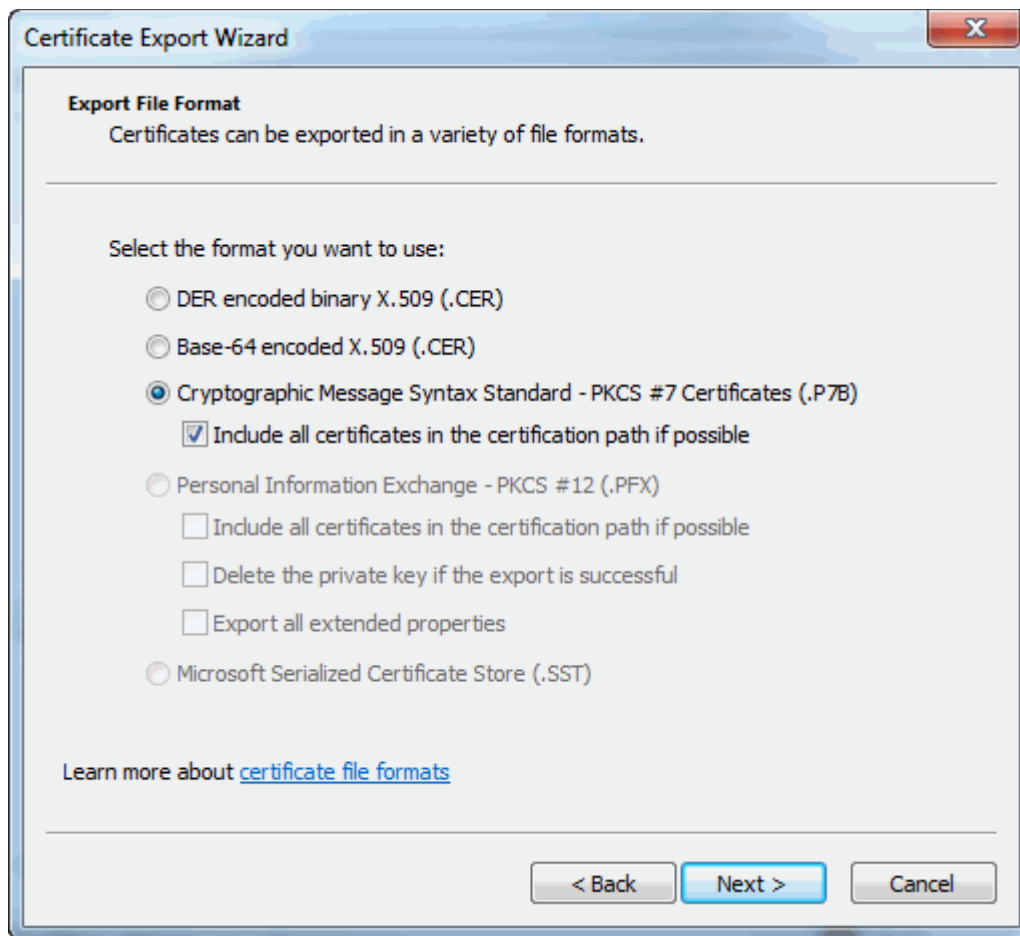 Certificate Export Wizard
Export File Format
Certificates can be exported in a variety of file formats.
Select the format you want to use:
DER encoded binary X.509 (.CER)
Base-64 encoded X.509 (.CER)
Cryptographic Message Syntax Standard - PKCS #7 Certificates (.P7B)
Include all certificates in the certification path if possible
Personal Information Exchange - PKCS #12 (.PFX)
Include all certificates in the certification path if possible
Delete the private key if the export is successful
Export all extended properties
Microsoft Serialized Certificate Store (.SST)
Learn more about certificate file formats
< Back Next > Cancel